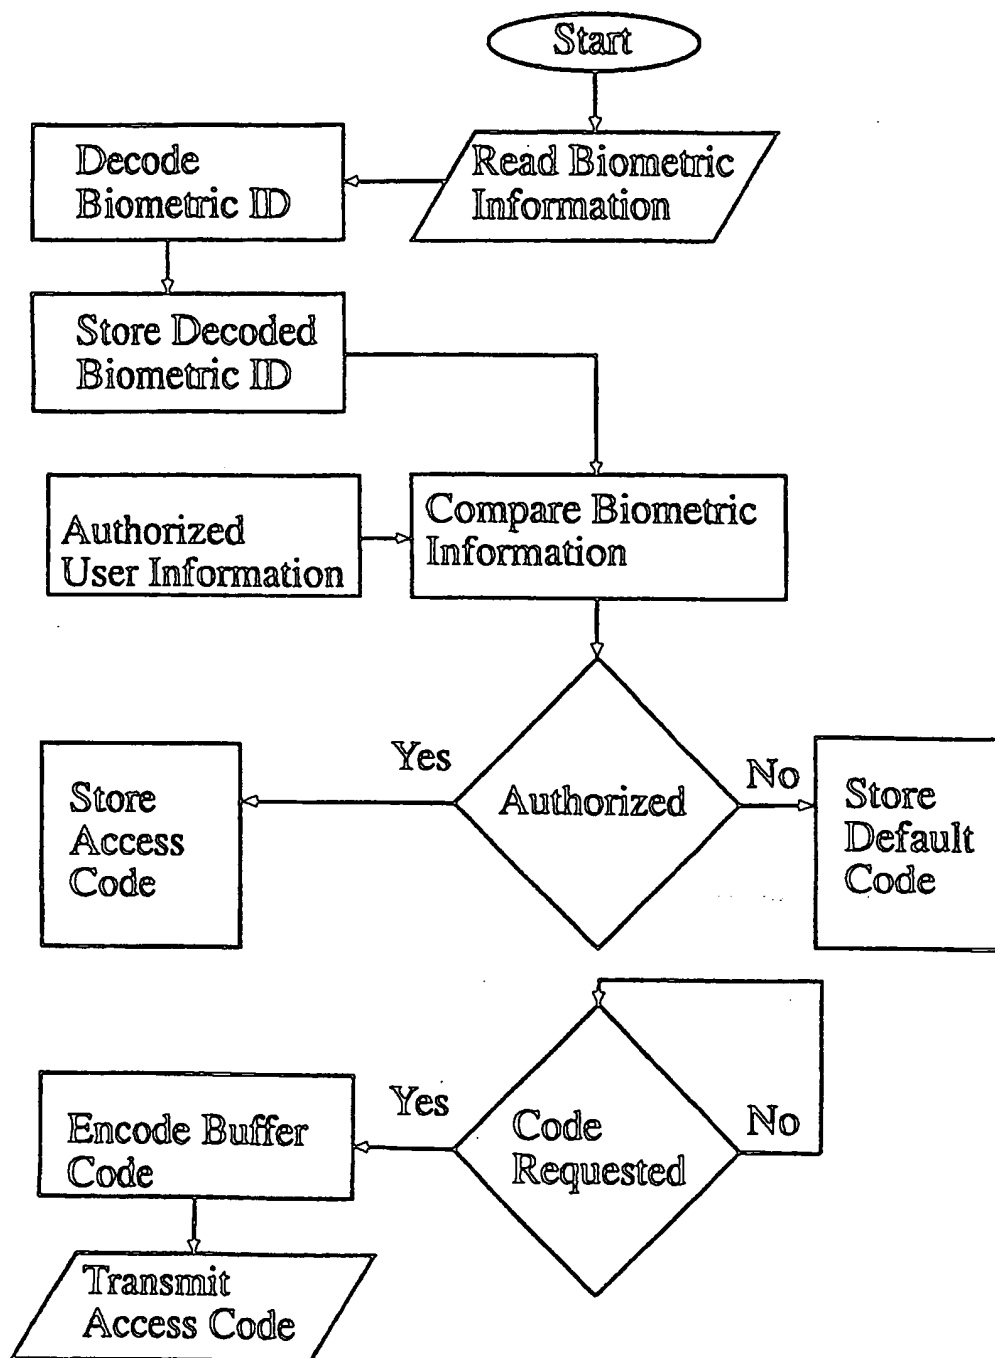 Start
Read Biometric
Information
Decode
Biometric ID
Store Decoded
Biometric ID
Authorized
User Information
Compare Biometric
Information
Authorized
Yes
No
Store
Access
Code
Store
Default
Code
Code
Requested
Yes
No
Encode Buffer
Code
Transmit
Access Code